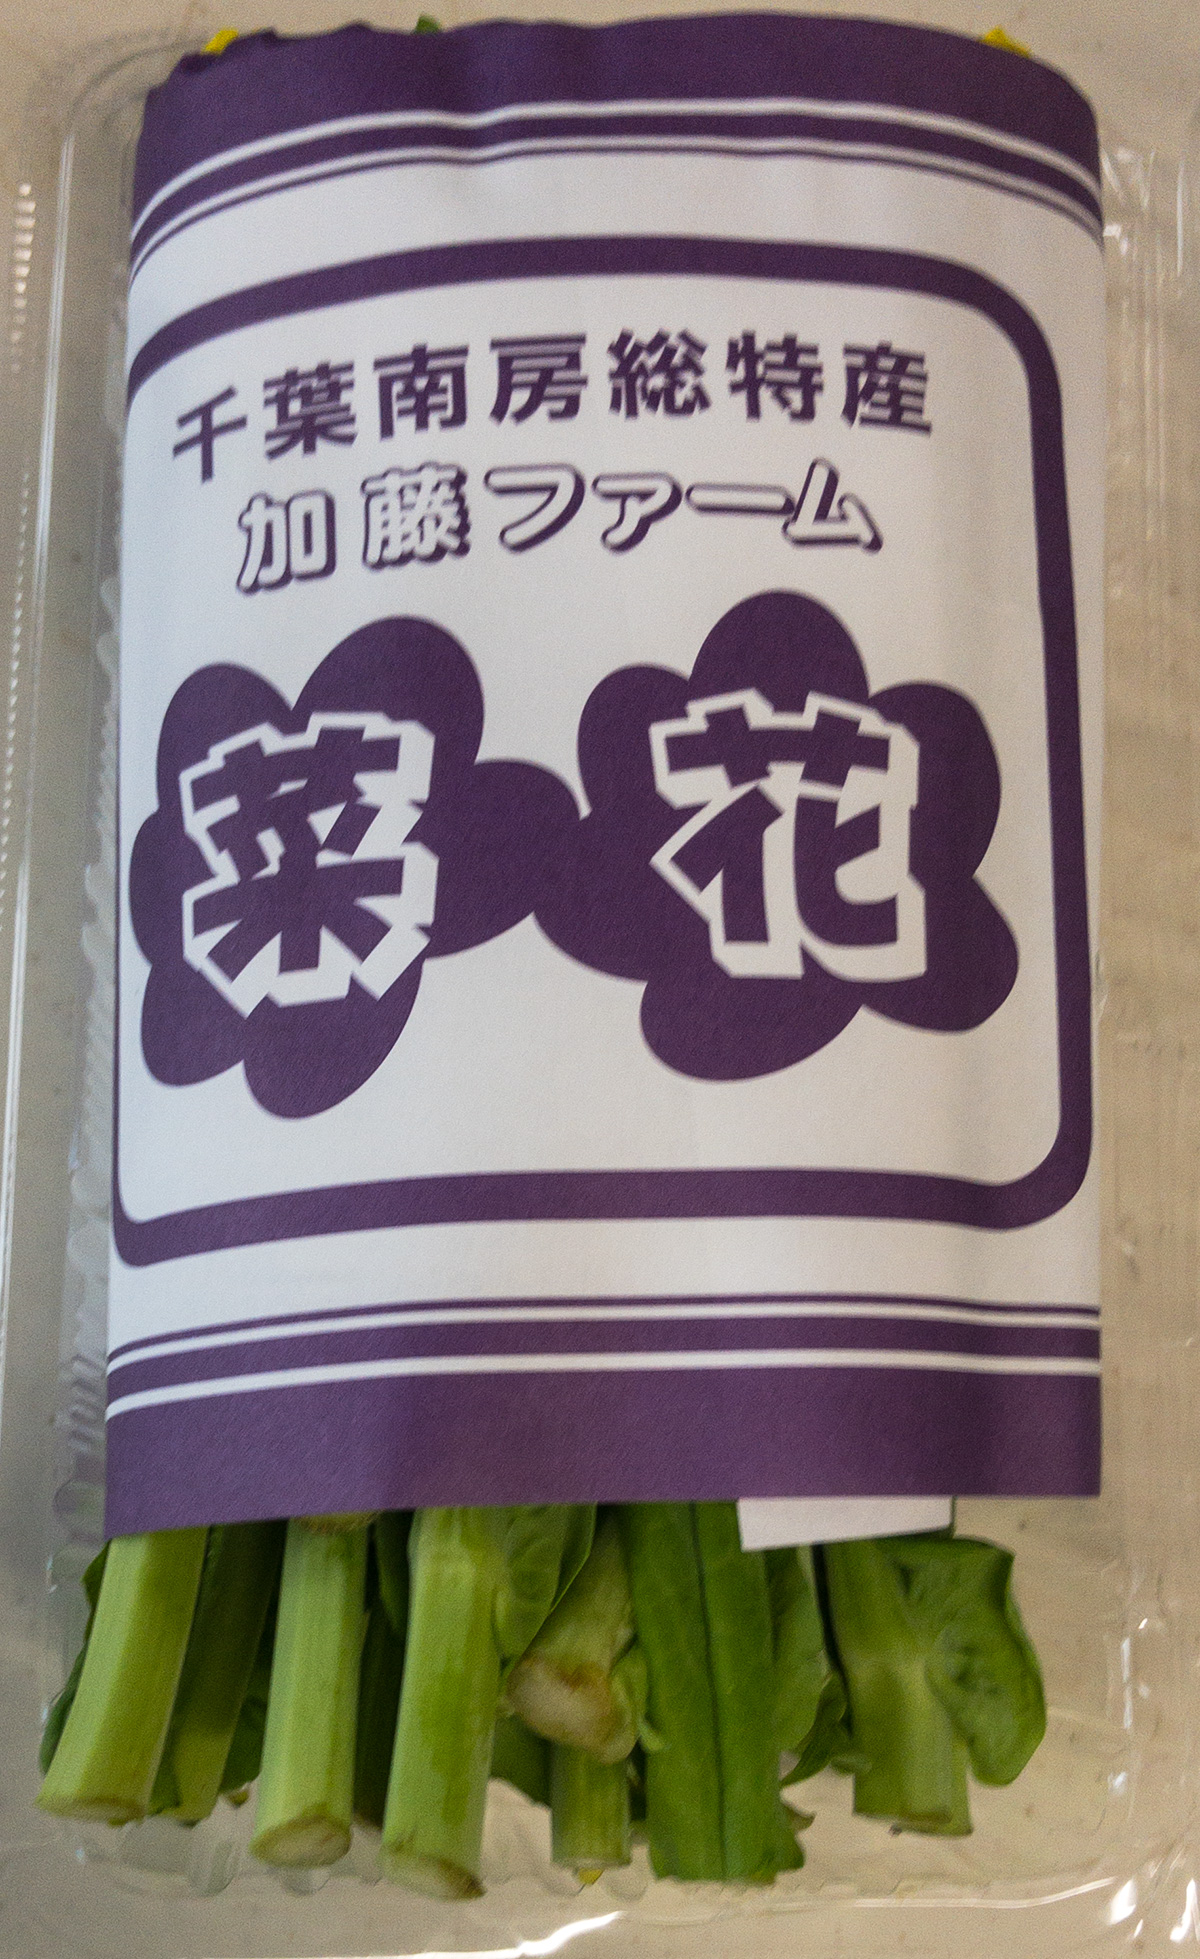 千葉南房総特産
加藤ファーム
菜花